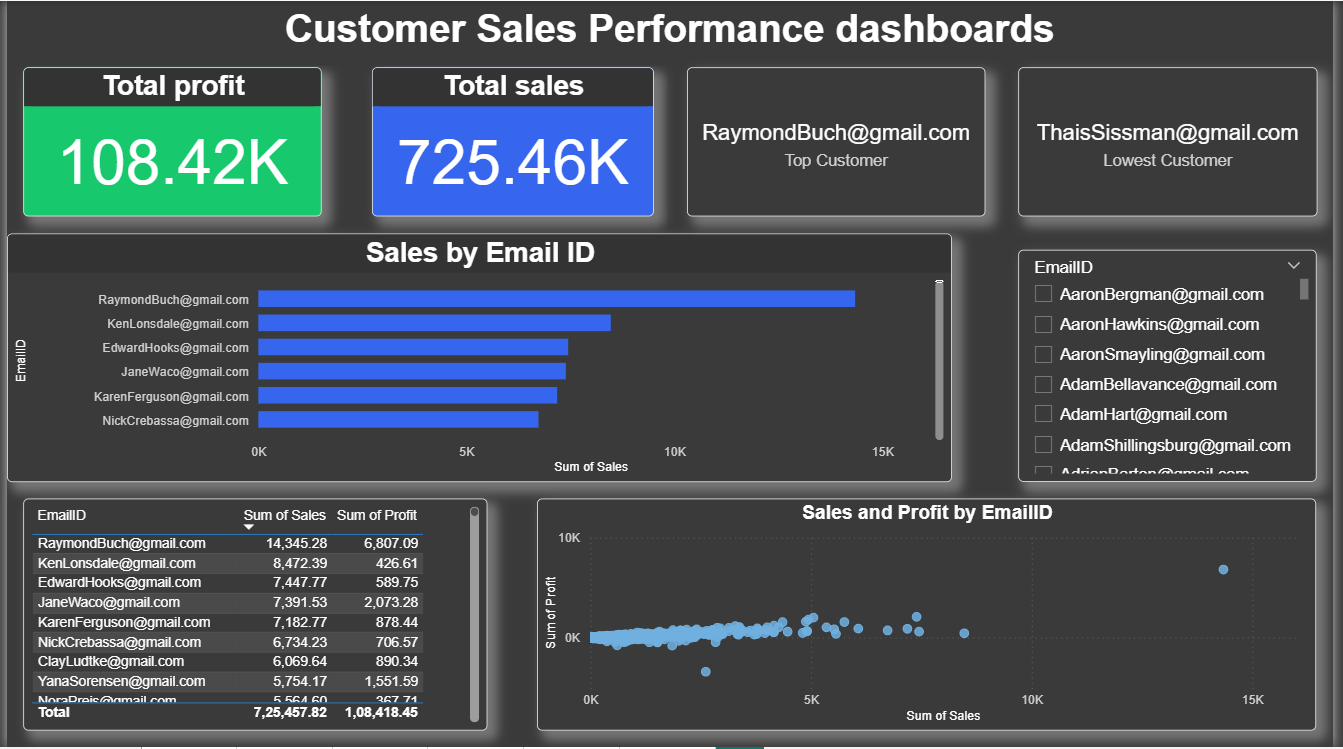 Customer Sales Performance dashboards
Total profit
108.42K
Total sales
725.46K
RaymondBuch@gmail.com
Top Customer
ThaisSissman@gmail.com
Lowest Customer
Sales by Email ID
EmailID
RaymondBuch@gmail.com
KenLonsdale@gmail.com
EdwardHooks@gmail.com
JaneWaco@gmail.com
KarenFerguson@gmail.com
NickCrebassa@gmail.com
0K 5K 10K 15K
Sum of Sales
EmailID
AaronBergman@gmail.com
AaronHawkins@gmail.com
AaronSmayling@gmail.com
AdamBellavance@gmail.com
AdamHart@gmail.com
AdamShillingsburg@gmail.com
AdrianBarton@gmail.com
EmailID Sum of Sales Sum of Profit
RaymondBuch@gmail.com 14,345.28 6,807.09
KenLonsdale@gmail.com 8,472.39 426.61
EdwardHooks@gmail.com 7,447.77 589.75
JaneWaco@gmail.com 7,391.53 2,073.28
KarenFerguson@gmail.com 7,182.77 878.44
NickCrebassa@gmail.com 6,734.23 706.57
ClayLudtke@gmail.com 6,069.64 890.34
YanaSorensen@gmail.com 5,754.17 1,551.59
NoraPreis@gmail.com 5,564.60 367.71
Total 7,25,457.82 1,08,418.45
Sales and Profit by EmailID
Sum of Profit
10K
0K
0K 5K 10K 15K
Sum of Sales